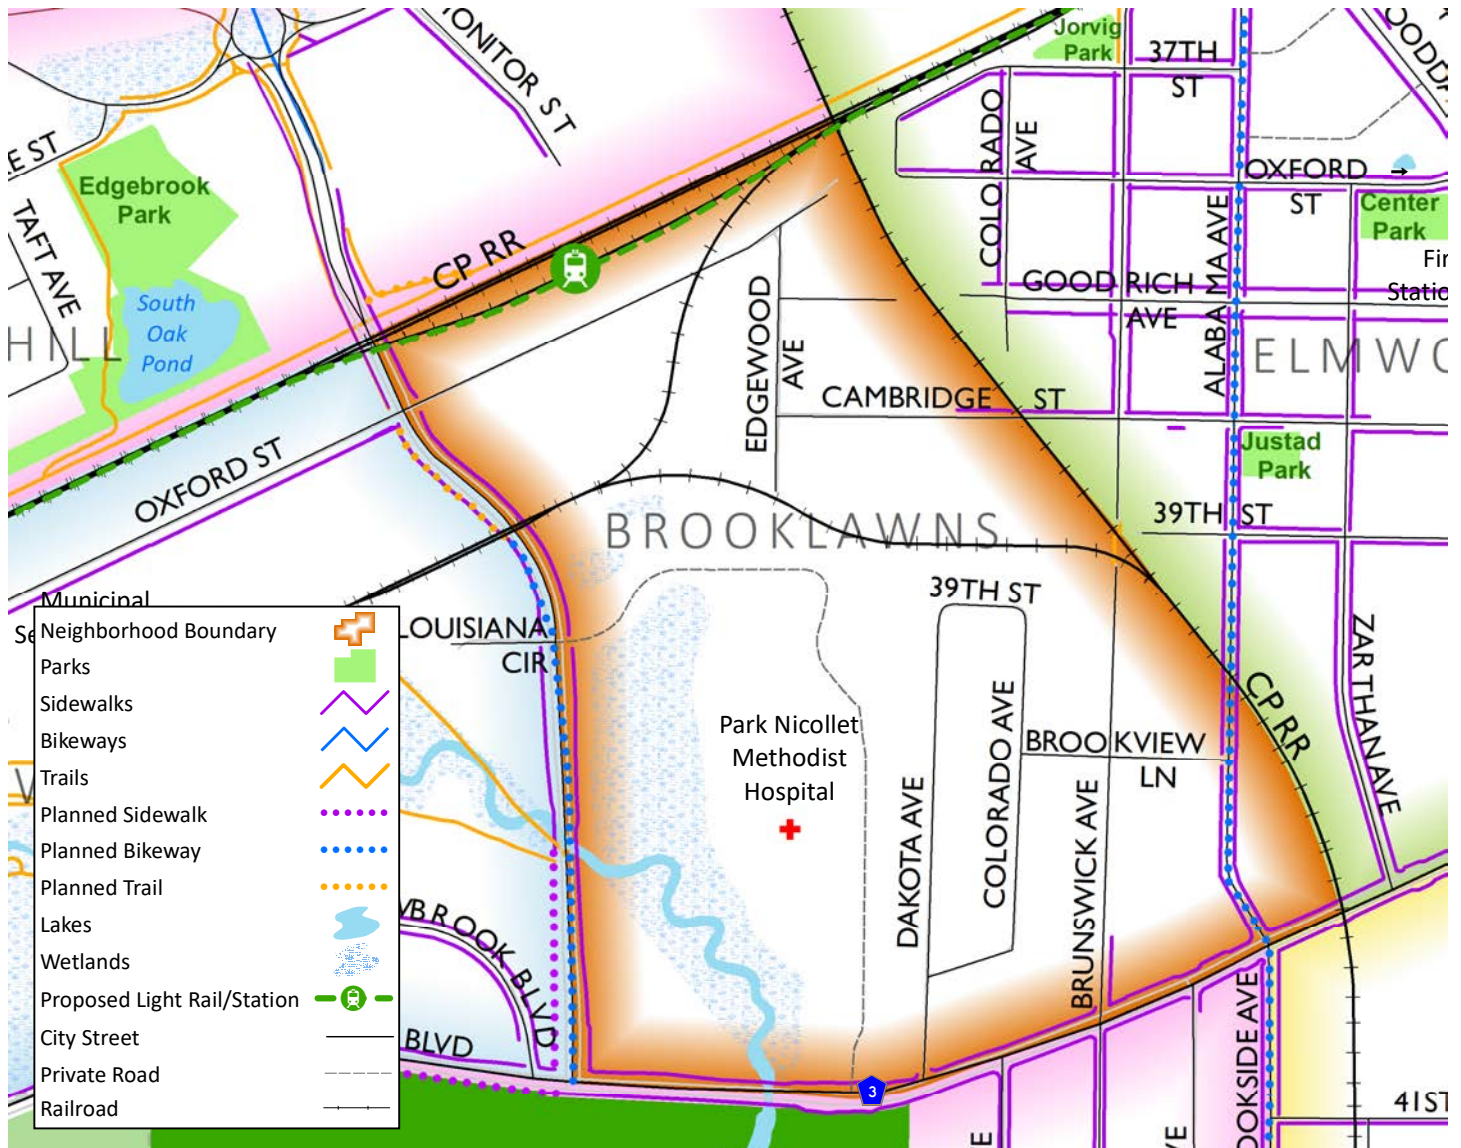 MONITOR ST
Jorvig
Park
37TH
ST
E ST
Edgebrook
Park
TAFT AVE
South
Oak
Pond
HILL
CP RR
COLORADO
AVE
OXFORD
ST
Center
Park
ALABAMA AVE
GOODRICH
AVE
ELMWO
EDGEWOOD
AVE
CAMBRIDGE ST
Justad
Park
OXFORD ST
BROOKLAWNS
39TH ST
39TH ST
Municipal
Se
LOUISIANA
CIR
ZARTHAN AVE
CP RR
Park Nicollet
Methodist
Hospital
COLORADO AVE
BROOKVIEW
LN
DAKOTA AVE
BRUNSWICK AVE
BROOK BLVD
BLVD
OOKSIDE AVE
3
41ST
E
VE
Neighborhood Boundary
Parks
Sidewalks
Bikeways
Trails
Planned Sidewalk
Planned Bikeway
Planned Trail
Lakes
Wetlands
Proposed Light Rail/Station
City Street
Private Road
Railroad